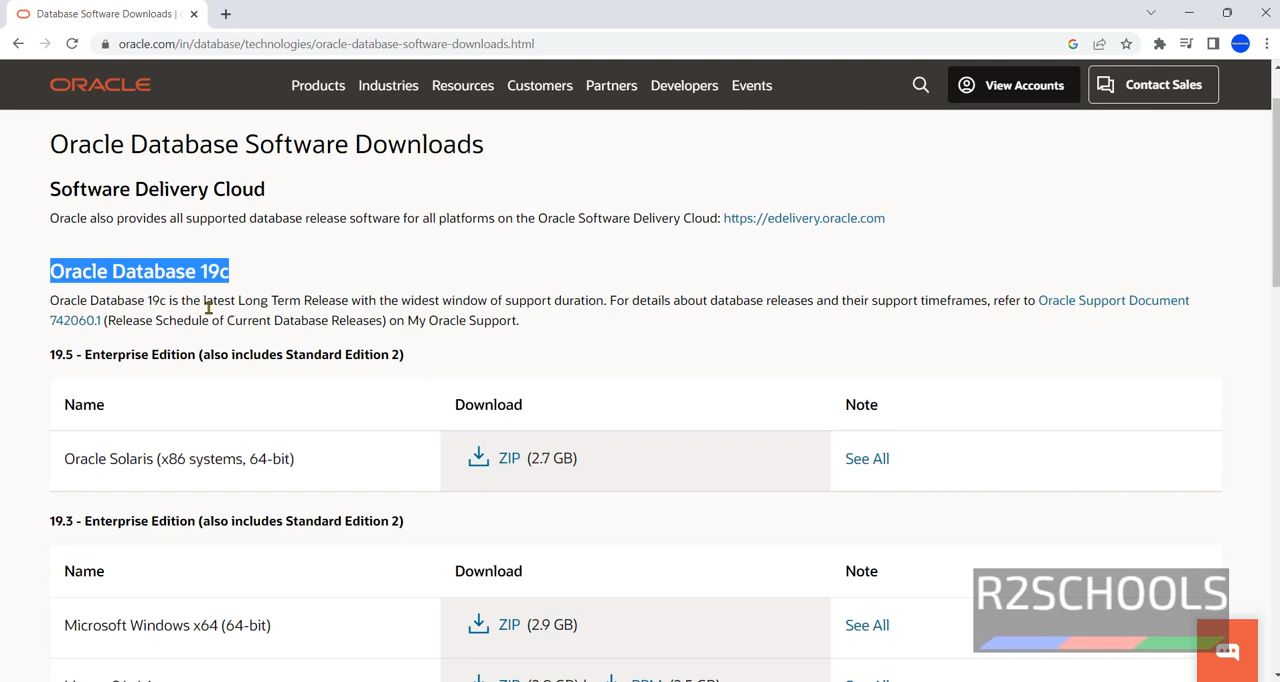 Database Software Downloads |
oracle.com/in/database/technologies/oracle-database-software-downloads.html
ORACLE
Products Industries Resources Customers Partners Developers Events
View Accounts
Contact Sales
Oracle Database Software Downloads
Software Delivery Cloud
Oracle also provides all supported database release software for all platforms on the Oracle Software Delivery Cloud: https://edelivery.oracle.com
Oracle Database 19c
Oracle Database 19c is the latest Long Term Release with the widest window of support duration. For details about database releases and their support timeframes, refer to Oracle Support Document
742060.1 (Release Schedule of Current Database Releases) on My Oracle Support.
19.5 - Enterprise Edition (also includes Standard Edition 2)
Name Download Note
Oracle Solaris (x86 systems, 64-bit) ZIP (2.7 GB) See All
19.3 - Enterprise Edition (also includes Standard Edition 2)
Name Download Note
Microsoft Windows x64 (64-bit) ZIP (2.9 GB) See All
R2SCHOOLS